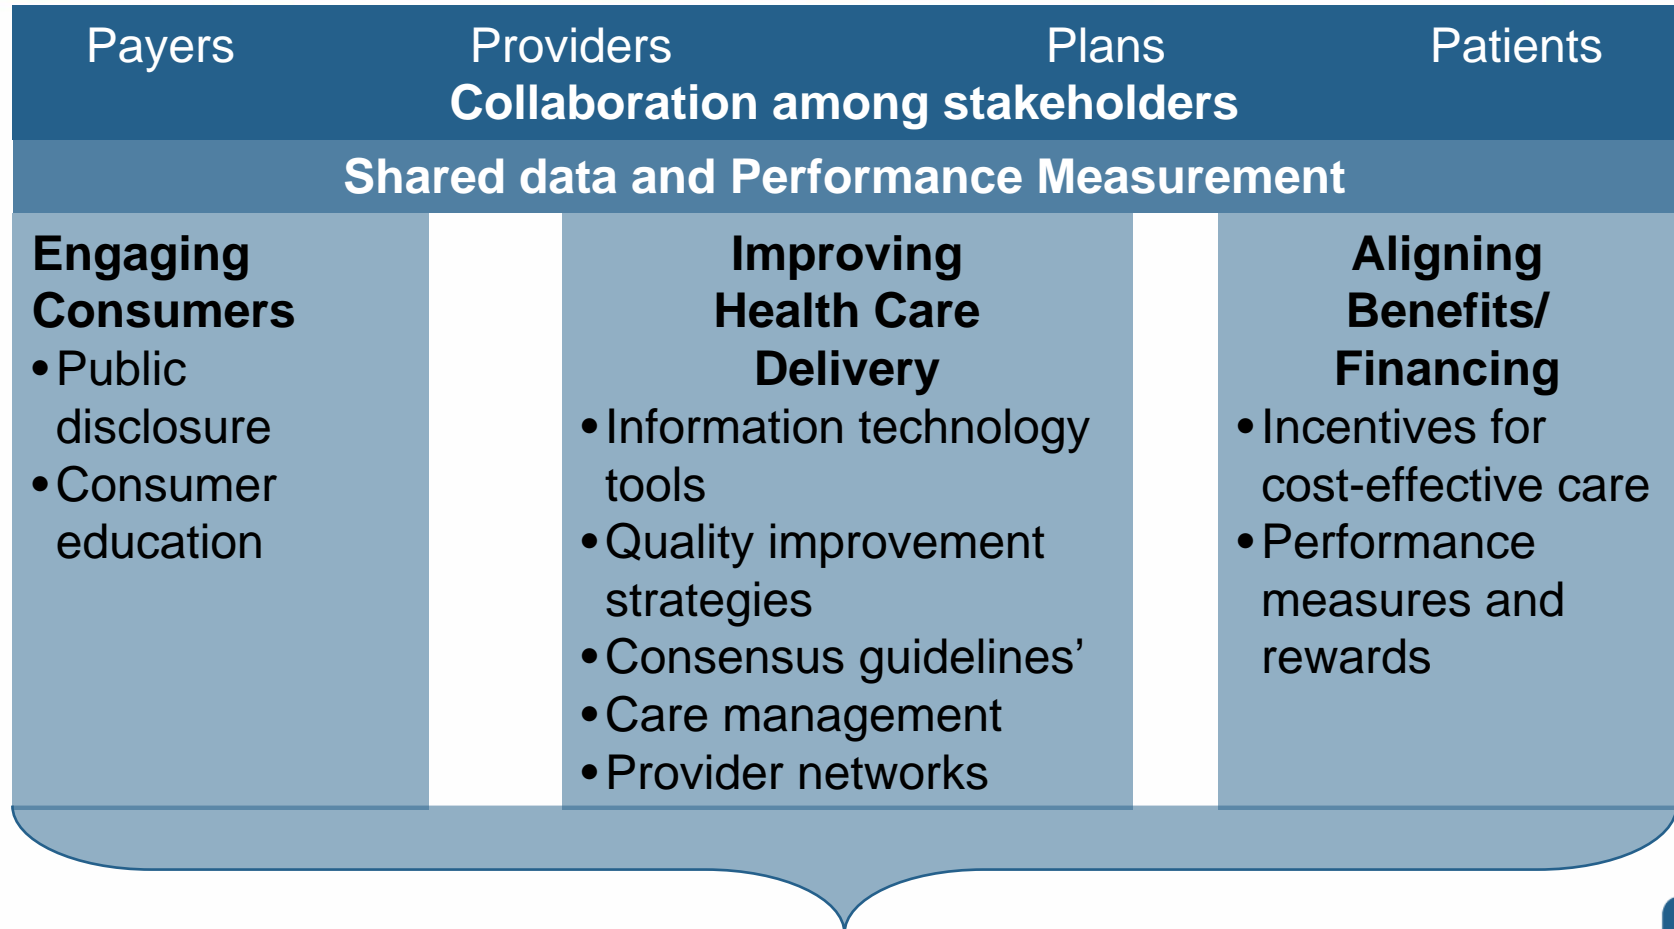 Payers Providers Plans Patients
Collaboration among stakeholders
Shared data and Performance Measurement
Engaging
Consumers
•Public
disclosure
•Consumer
education
Improving
Health Care
Delivery
•Information technology
tools
•Quality improvement
strategies
•Consensus guidelines’
•Care management
•Provider networks
Aligning
Benefits/
Financing
•Incentives for
cost-effective care
•Performance
measures and
rewards